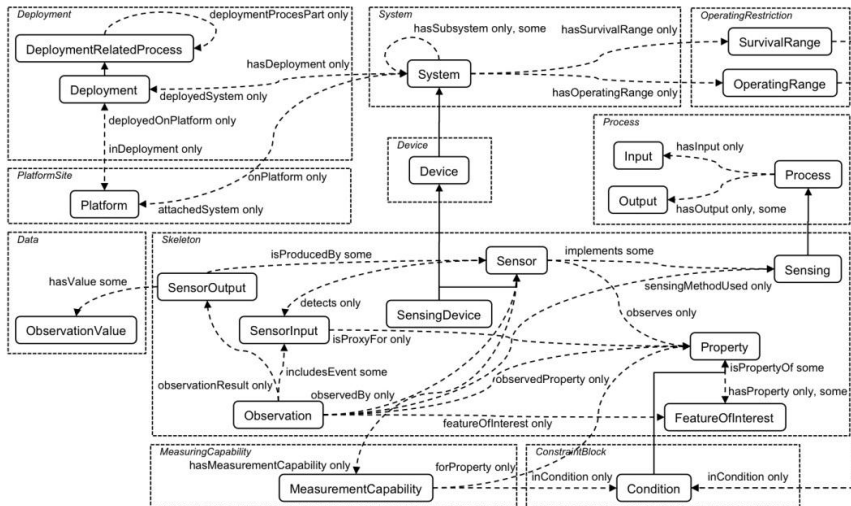 Deployment
deploymentProcesPart only
DeploymentRelatedProcess
Deployment
hasDeployment only
deployedSystem only
deployedOnPlatform only
inDeployment only
System
hasSubsystem only, some
System
hasSurvivalRange only
hasOperatingRange only
OperatingRestriction
SurvivalRange
OperatingRange
PlatformSite
Platform
onPlatform only
attachedSystem only
Device
Device
Process
hasInput only
Input
Process
Output
hasOutput only, some
Data
hasValue some
ObservationValue
Skeleton
isProducedBy some
Sensor
implements some
SensorOutput
Sensing
sensingMethodUsed only
detects only
SensingDevice
observes only
SensorInput
isProxyFor only
Property
isPropertyOf some
includesEvent some
observationResult only
observedProperty only
observedBy only
hasProperty only, some
Observation
featureOfInterest only
FeatureOfInterest
MeasuringCapability
hasMeasurementCapability only
forProperty only
MeasurementCapability
inCondition only
ConstraintBlock
Condition
inCondition only